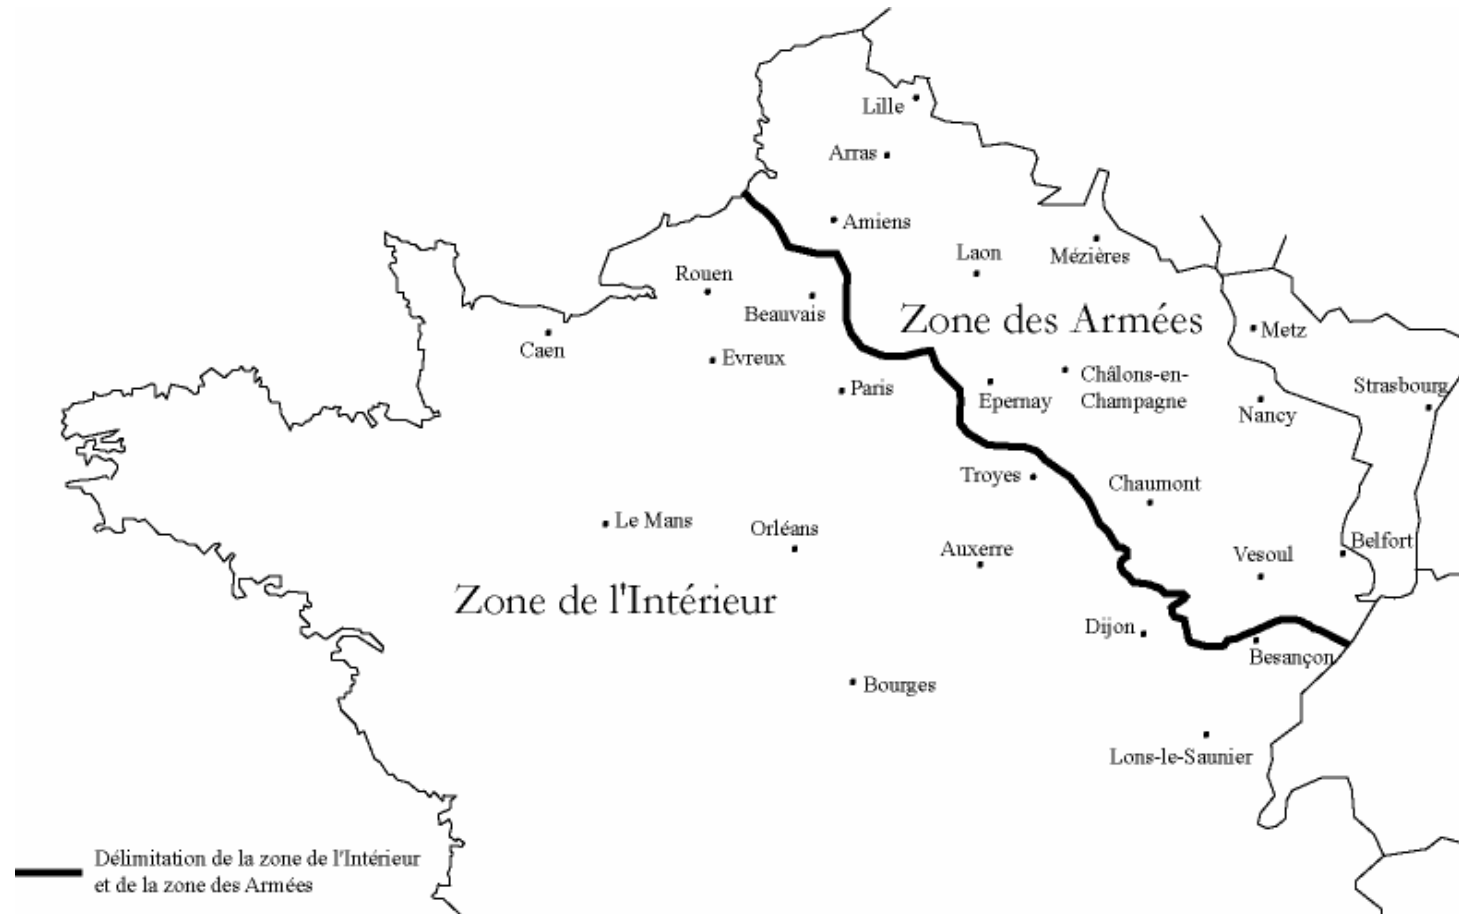 Lille
Arras
Amiens
Laon
Mézières
Rouen
Beauvais
Zone des Armées
Metz
Caen
Evreux
Paris
Epernay
Châlons-en-
Champagne
Strasbourg
Nancy
Troyes
Chaumont
Le Mans
Orléans
Auxerre
Vesoul
Belfort
Zone de l'Intérieur
Dijon
Besançon
Bourges
Lons-le-Saunier
Délimitation de la zone de l'Intérieur
et de la zone des Armées